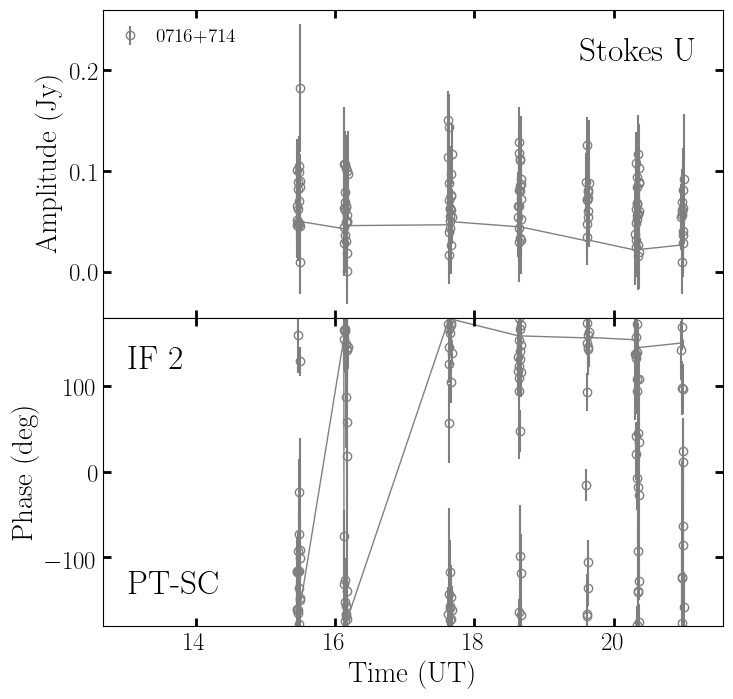 0716+714
Stokes U
Amplitude (Jy)
0.2
0.1
0.0
IF 2
PT-SC
Phase (deg)
100
0
−100
14 16 18 20
Time (UT)